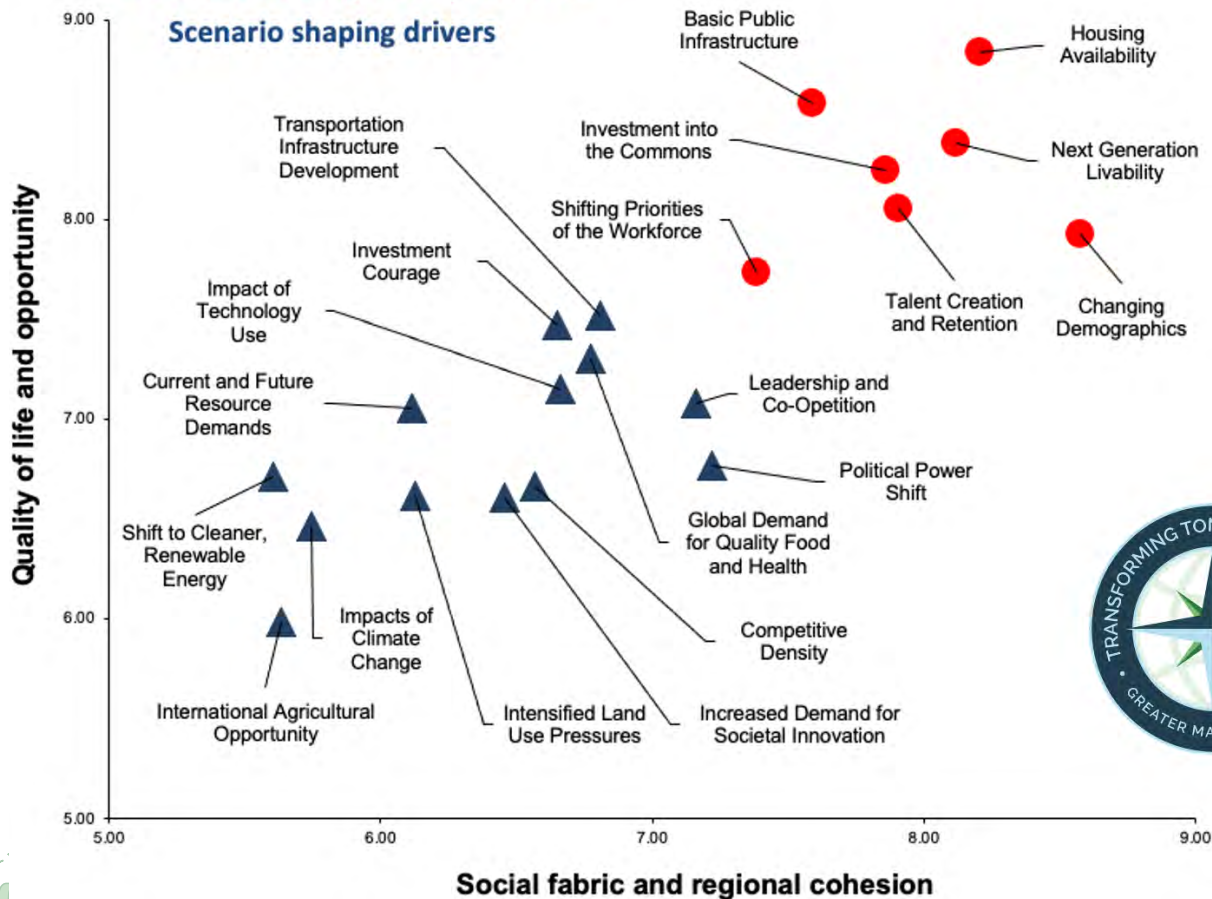 Scenario shaping drivers
9.00
8.00
7.00
6.00
5.00
Quality of life and opportunity
Basic Public
Infrastructure
Housing
Availability
Transportation
Infrastructure
Development
Investment into
the Commons
Next Generation
Livability
Shifting Priorities
of the Workforce
Investment
Courage
Impact of
Technology
Use
Talent Creation
and Retention
Changing
Demographics
Current and Future
Resource
Demands
Leadership and
Co-Opetition
Political Power
Shift
Shift to Cleaner,
Renewable
Energy
Global Demand
for Quality Food
and Health
Impacts of
Climate
Change
Competitive
Density
International Agricultural
Opportunity
Intensified Land
Use Pressures
Increased Demand for
Societal Innovation
5.00
6.00
7.00
8.00
9.00
Social fabric and regional cohesion
TRANSFORMING
GREATER